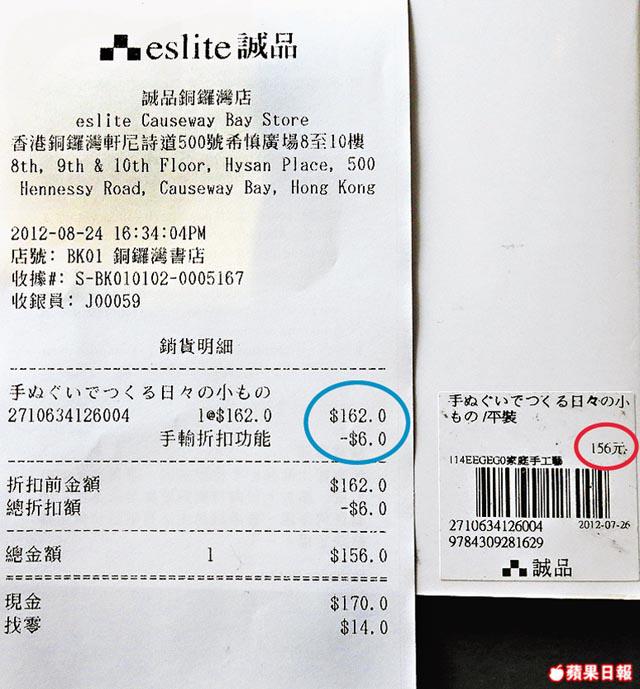 eslite 誠品
誠品銅鑼灣店
eslite Causeway Bay Store
香港銅鑼灣軒尼詩道500號希慎廣場8至10樓
8th, 9th & 10th Floor, Hysan Place, 500
Hennessy Road, Causeway Bay, Hong Kong
2012-08-24 16:34:04PM
店號: BK01 銅鑼灣書店
收據#: S-BK010102-0005167
收銀員: J00059
銷貨明細
手ぬぐいでつくる日々の小もの
2710634126004 1@$162.0 $162.0
手輸折扣功能 -$6.0
折扣前金額 $162.0
總折扣額 -$6.0
總金額 1 $156.0
現金 $170.0
找零 $14.0
手ぬぐいでつくる日々の小
もの /平裝
156元
114EEGEG0家庭手工藝
2710634126004 2012-07-26
9784309281629
誠品
蘋果日報